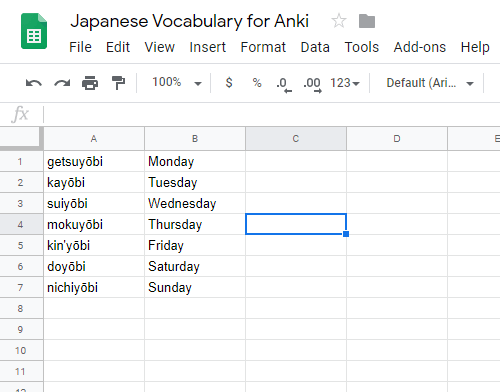 Japanese Vocabulary for Anki
File Edit View Insert Format Data Tools Add-ons Help
100% $ % .0 .00 123 Default (Ari...
fx
A B C D E
1 getsuyōbi Monday
2 kayōbi Tuesday
3 suiyōbi Wednesday
4 mokuyōbi Thursday
5 kin'yōbi Friday
6 doyōbi Saturday
7 nichiyōbi Sunday
8
9
10
11
12